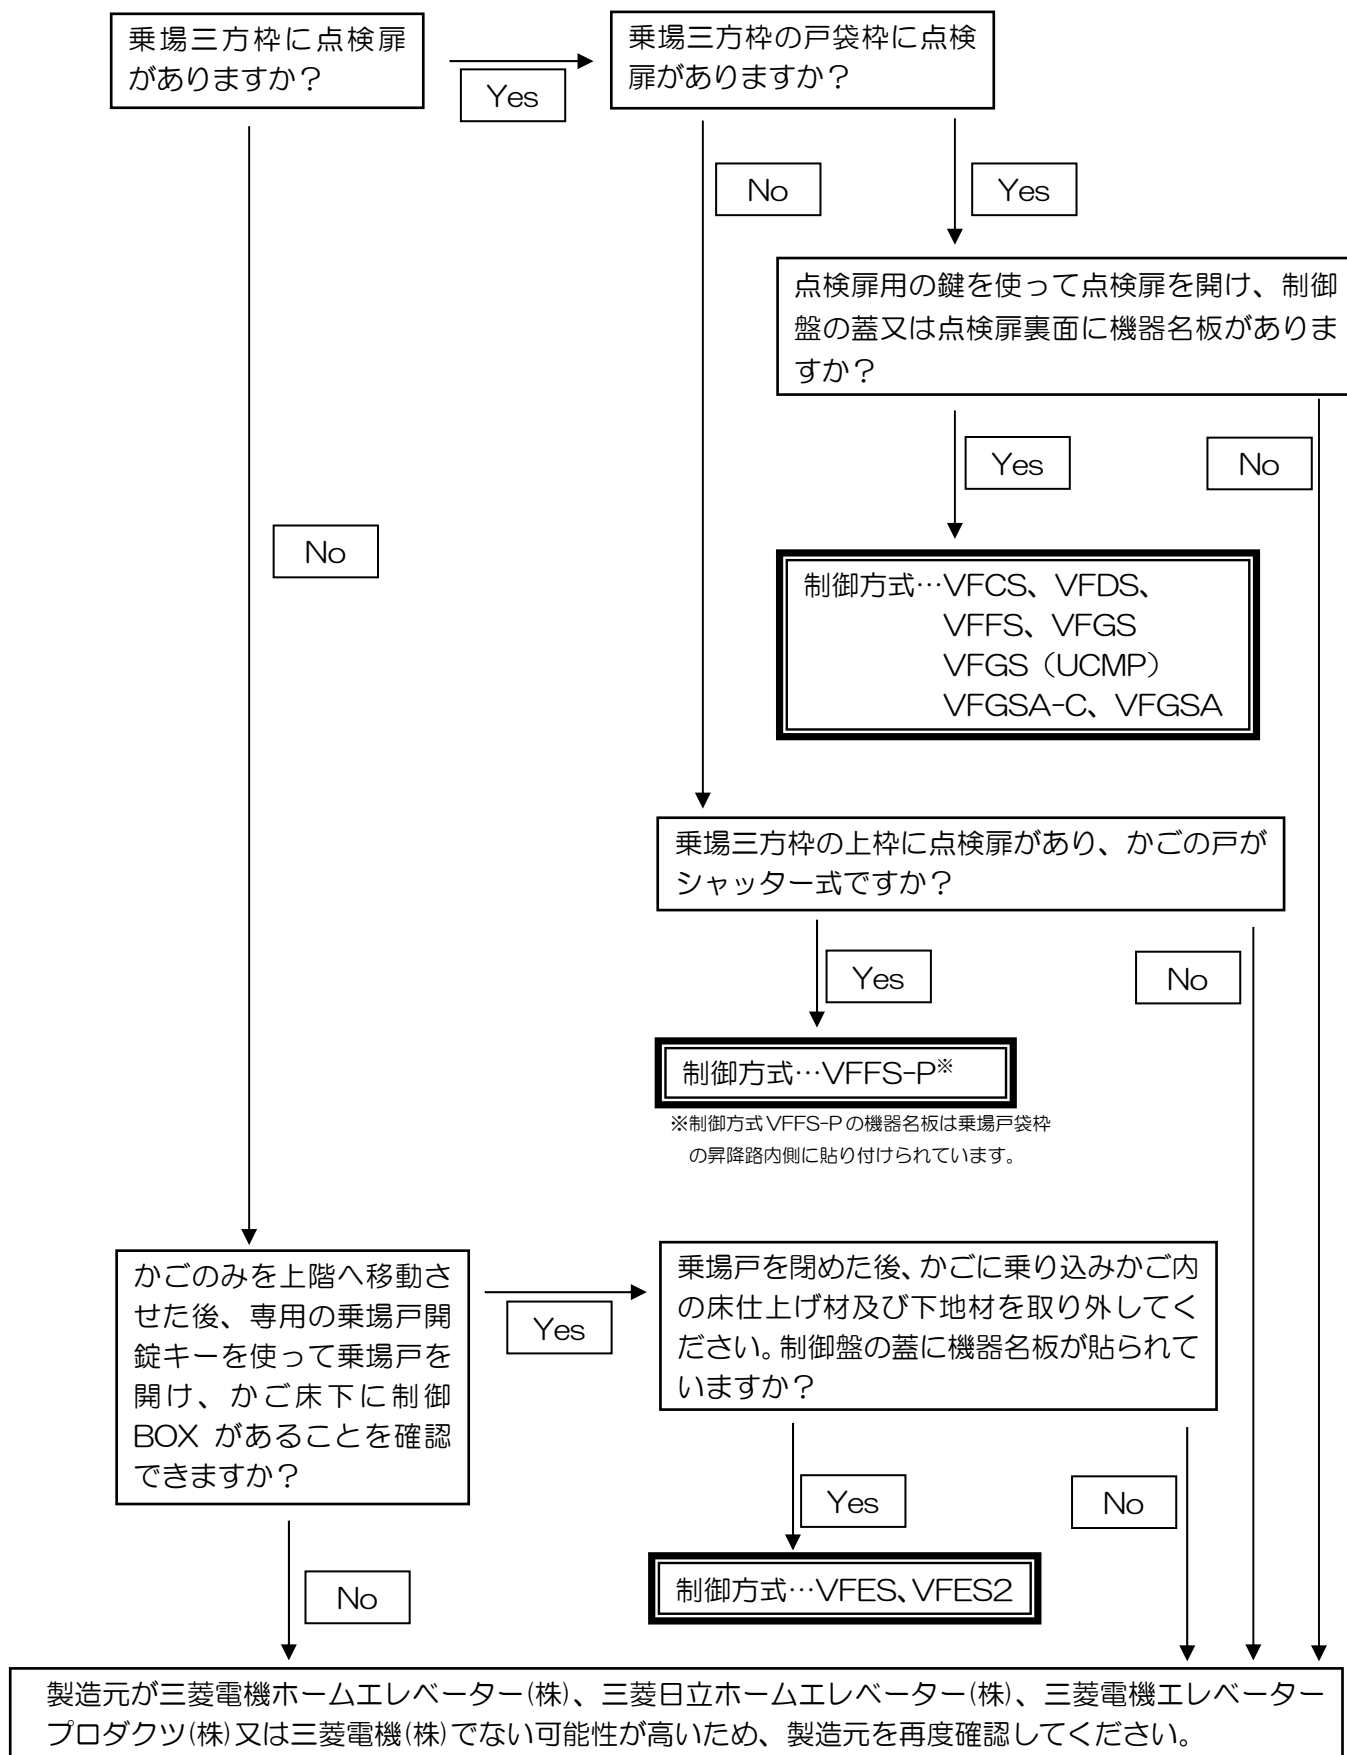 乗場三方枠に点検扉
がありますか？
Yes
乗場三方枠の戸袋枠に点検
扉がありますか？
No
Yes
点検扉用の鍵を使って点検扉を開け、制御
盤の蓋又は点検扉裏面に機器名板がありま
すか？
Yes
No
No
制御方式…VFCS、VFDS、
VFFS、VFGS
VFGS（UCMP）
VFGSA-C、VFGSA
乗場三方枠の上枠に点検扉があり、かごの戸が
シャッター式ですか？
Yes
No
制御方式…VFFS-P※
※制御方式VFFS-Pの機器名板は乗場戸袋枠
の昇降路内側に貼り付けられています。
かごのみを上階へ移動さ
せた後、専用の乗場戸開
錠キーを使って乗場戸を
開け、かご床下に制御
BOX があることを確認
できますか？
Yes
乗場戸を閉めた後、かごに乗り込みかご内
の床仕上げ材及び下地材を取り外してく
ださい。制御盤の蓋に機器名板が貼られて
いますか？
Yes
No
No
制御方式…VFES、VFES2
製造元が三菱電機ホームエレベーター(株)、三菱日立ホームエレベーター(株)、三菱電機エレベーター
プロダクツ(株)又は三菱電機(株)でない可能性が高いため、製造元を再度確認してください。